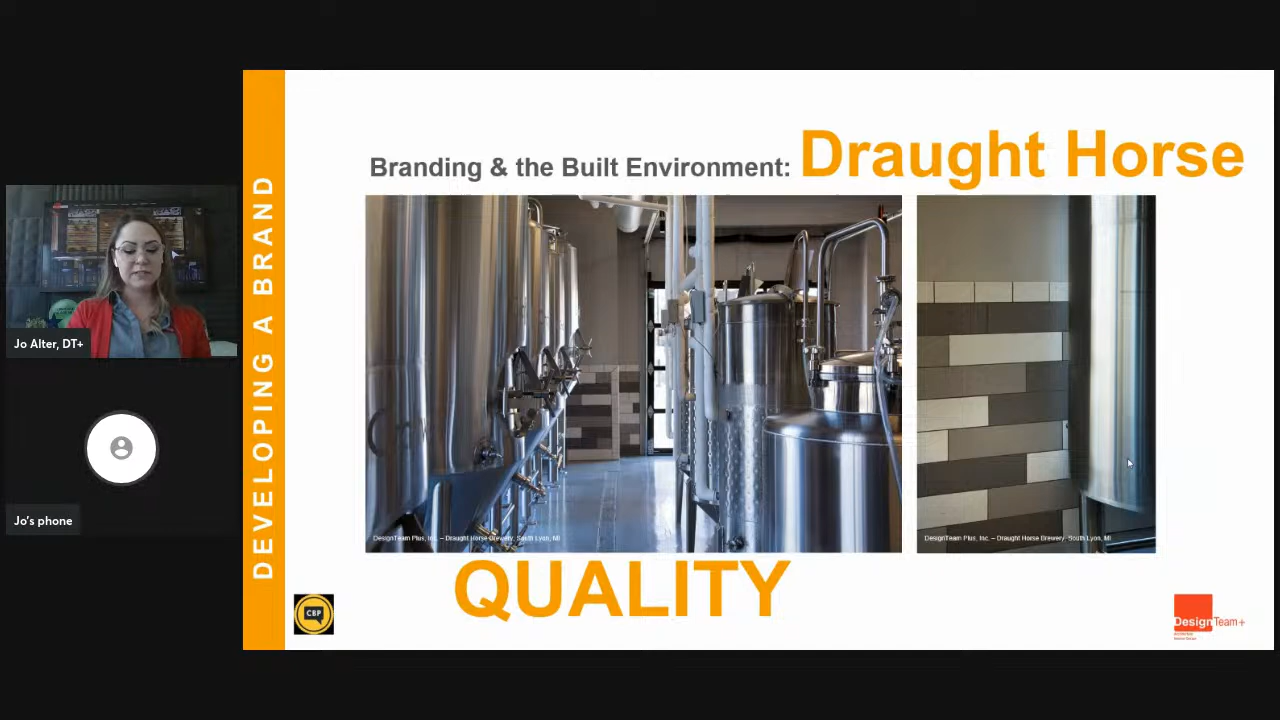 Branding & the Built Environment: Draught Horse
DEVELOPING A BRAND
Jo Alter, DT+
Jo's phone
DesignTeam Plus, Inc. – Draught Horse Brewery, South Lyon, MI
DesignTeam Plus, Inc. – Draught Horse Brewery, South Lyon, MI
QUALITY
CBP
DesignTeam+